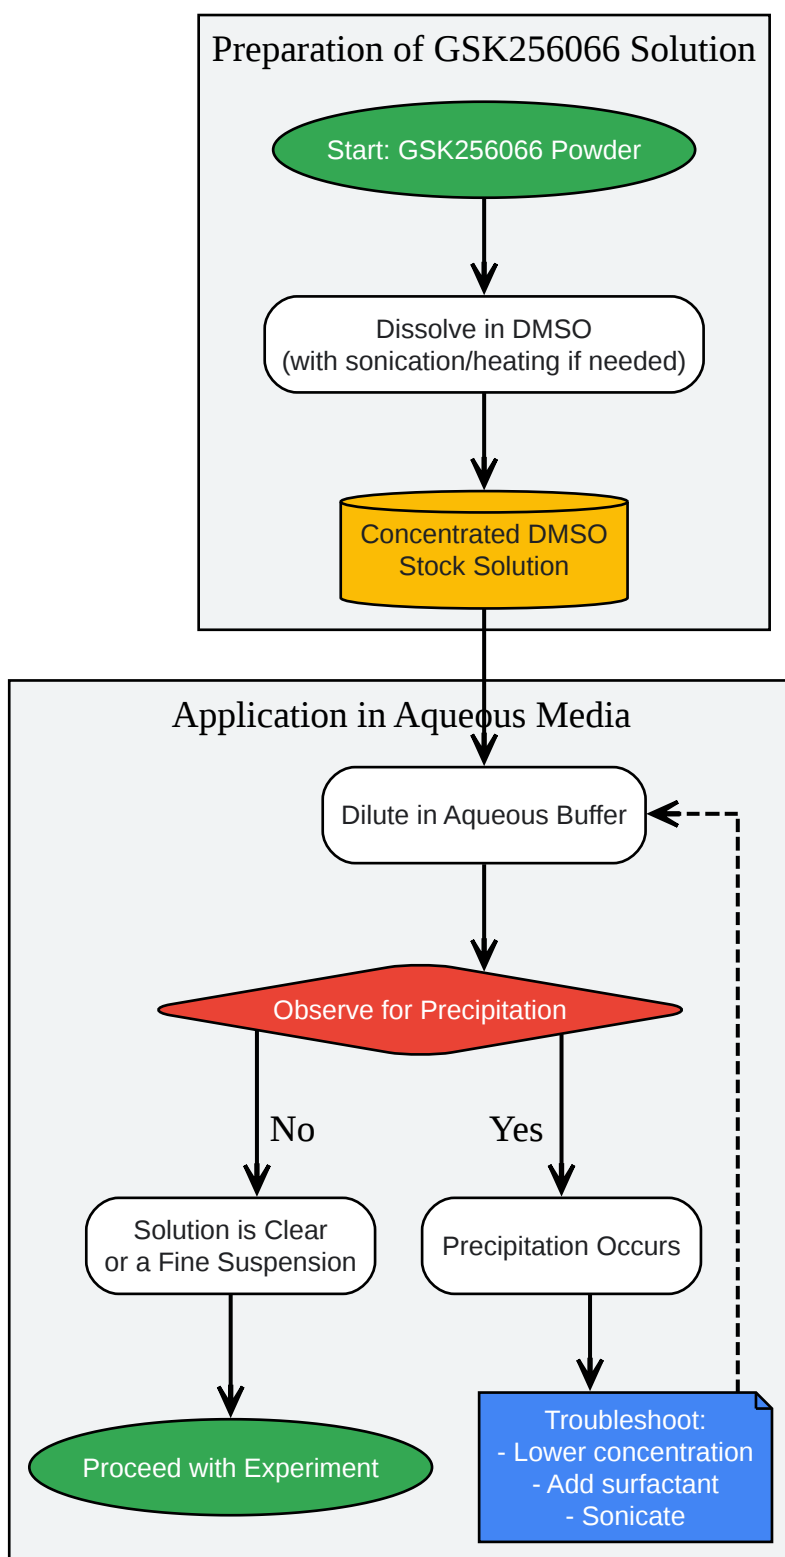 Preparation of GSK256066 Solution
Start: GSK256066 Powder
Dissolve in DMSO
(with sonication/heating if needed)
Concentrated DMSO
Stock Solution
Application in Aqueous Media
Dilute in Aqueous Buffer
Observe for Precipitation
No
Yes
Solution is Clear
or a Fine Suspension
Precipitation Occurs
Proceed with Experiment
Troubleshoot:
- Lower concentration
- Add surfactant
- Sonicate